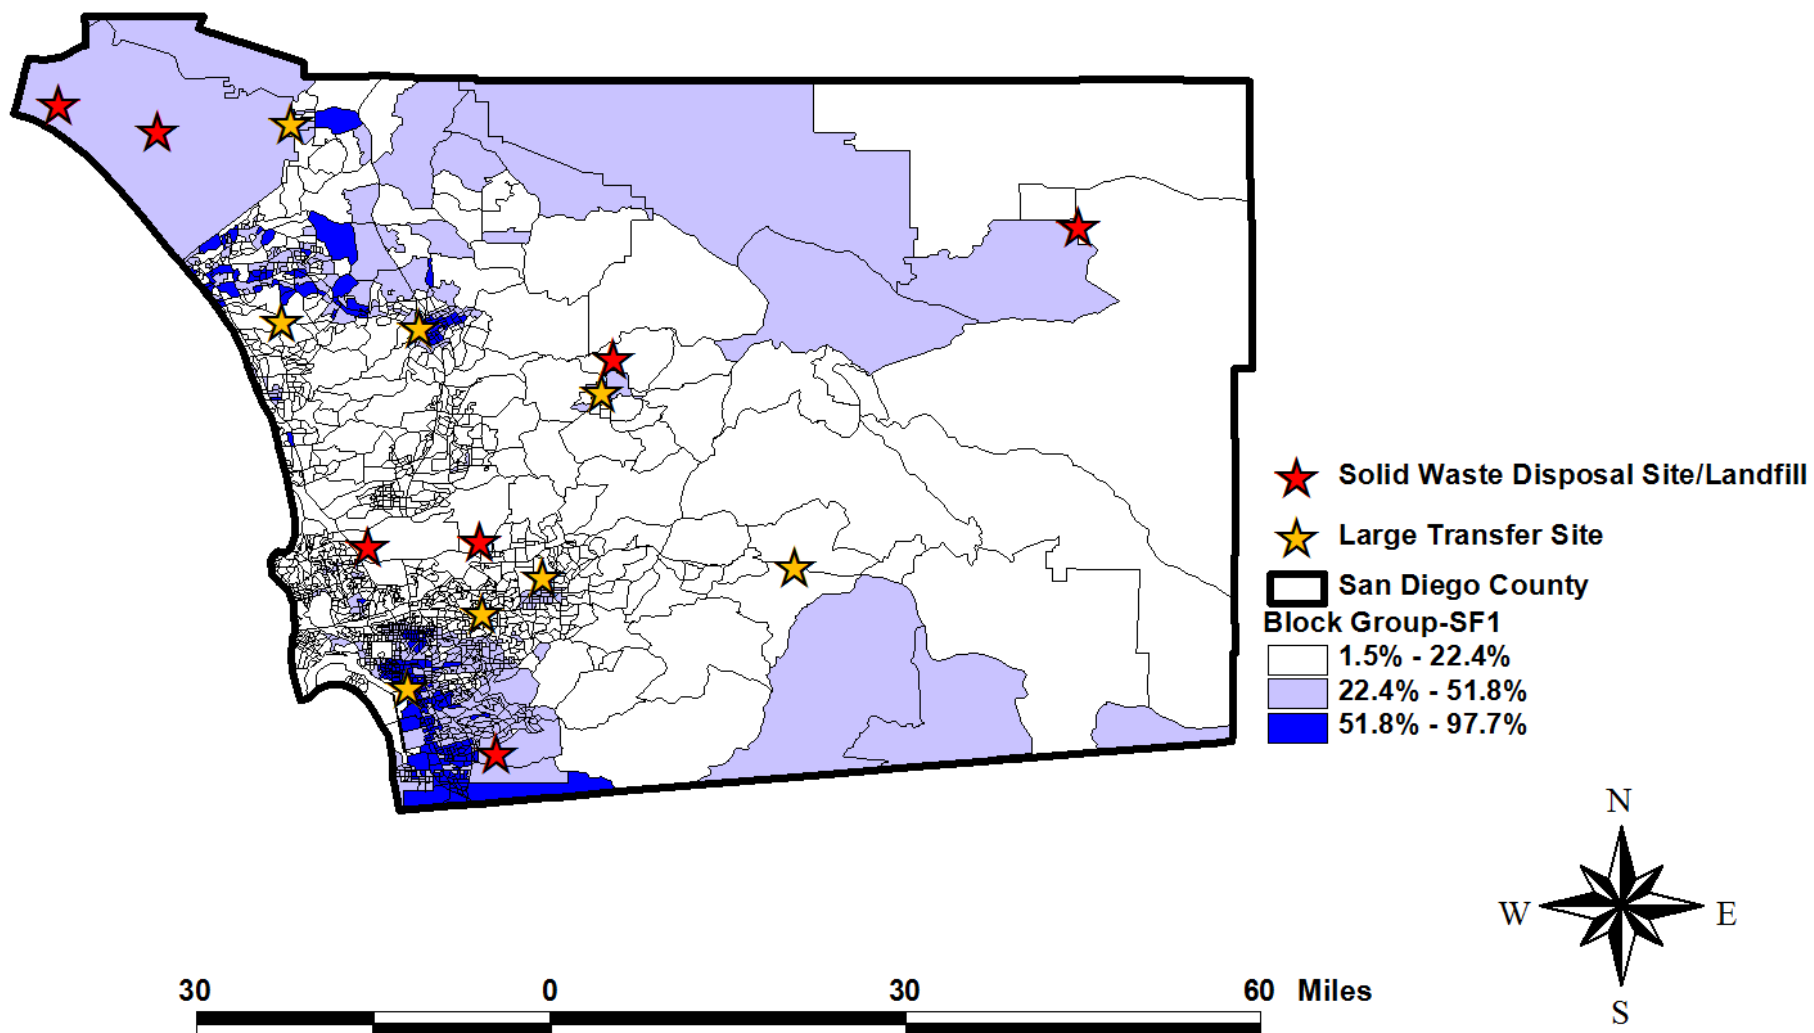 Solid Waste Disposal Site/Landfill
Large Transfer Site
San Diego County
Block Group-SF1
1.5% - 22.4%
22.4% - 51.8%
51.8% - 97.7%
N
W E
S
30 0 30 60 Miles